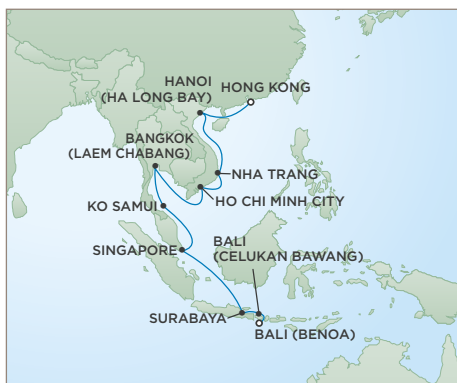 HANOI
(HA LONG BAY)
HONG KONG
BANGKOK
(LAEM CHABANG)
NHA TRANG
HO CHI MINH CITY
KO SAMUI
BALI
(CELUKAN BAWANG)
SINGAPORE
SURABAYA
BALI (BENOA)